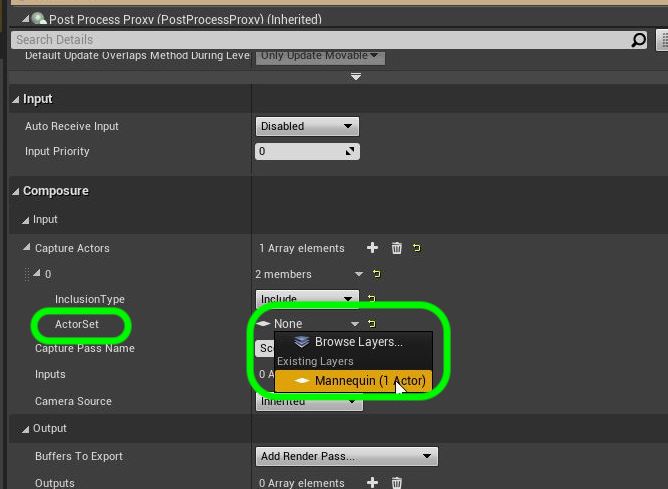 Post Process Proxy (PostProcessProxy) (Inherited)
Search Details
Default Update Overlaps Method During Level Only Update Movable
Input
Auto Receive Input Disabled
Input Priority 0
Composure
Input
Capture Actors 1 Array elements
0 2 members
InclusionType Include
ActorSet None
Browse Layers...
Capture Pass Name Sc
Existing Layers
Inputs 0 A Mannequin (1 Actor)
Camera Source Inherited
Output
Buffers To Export Add Render Pass...
Outputs 0 Array elements